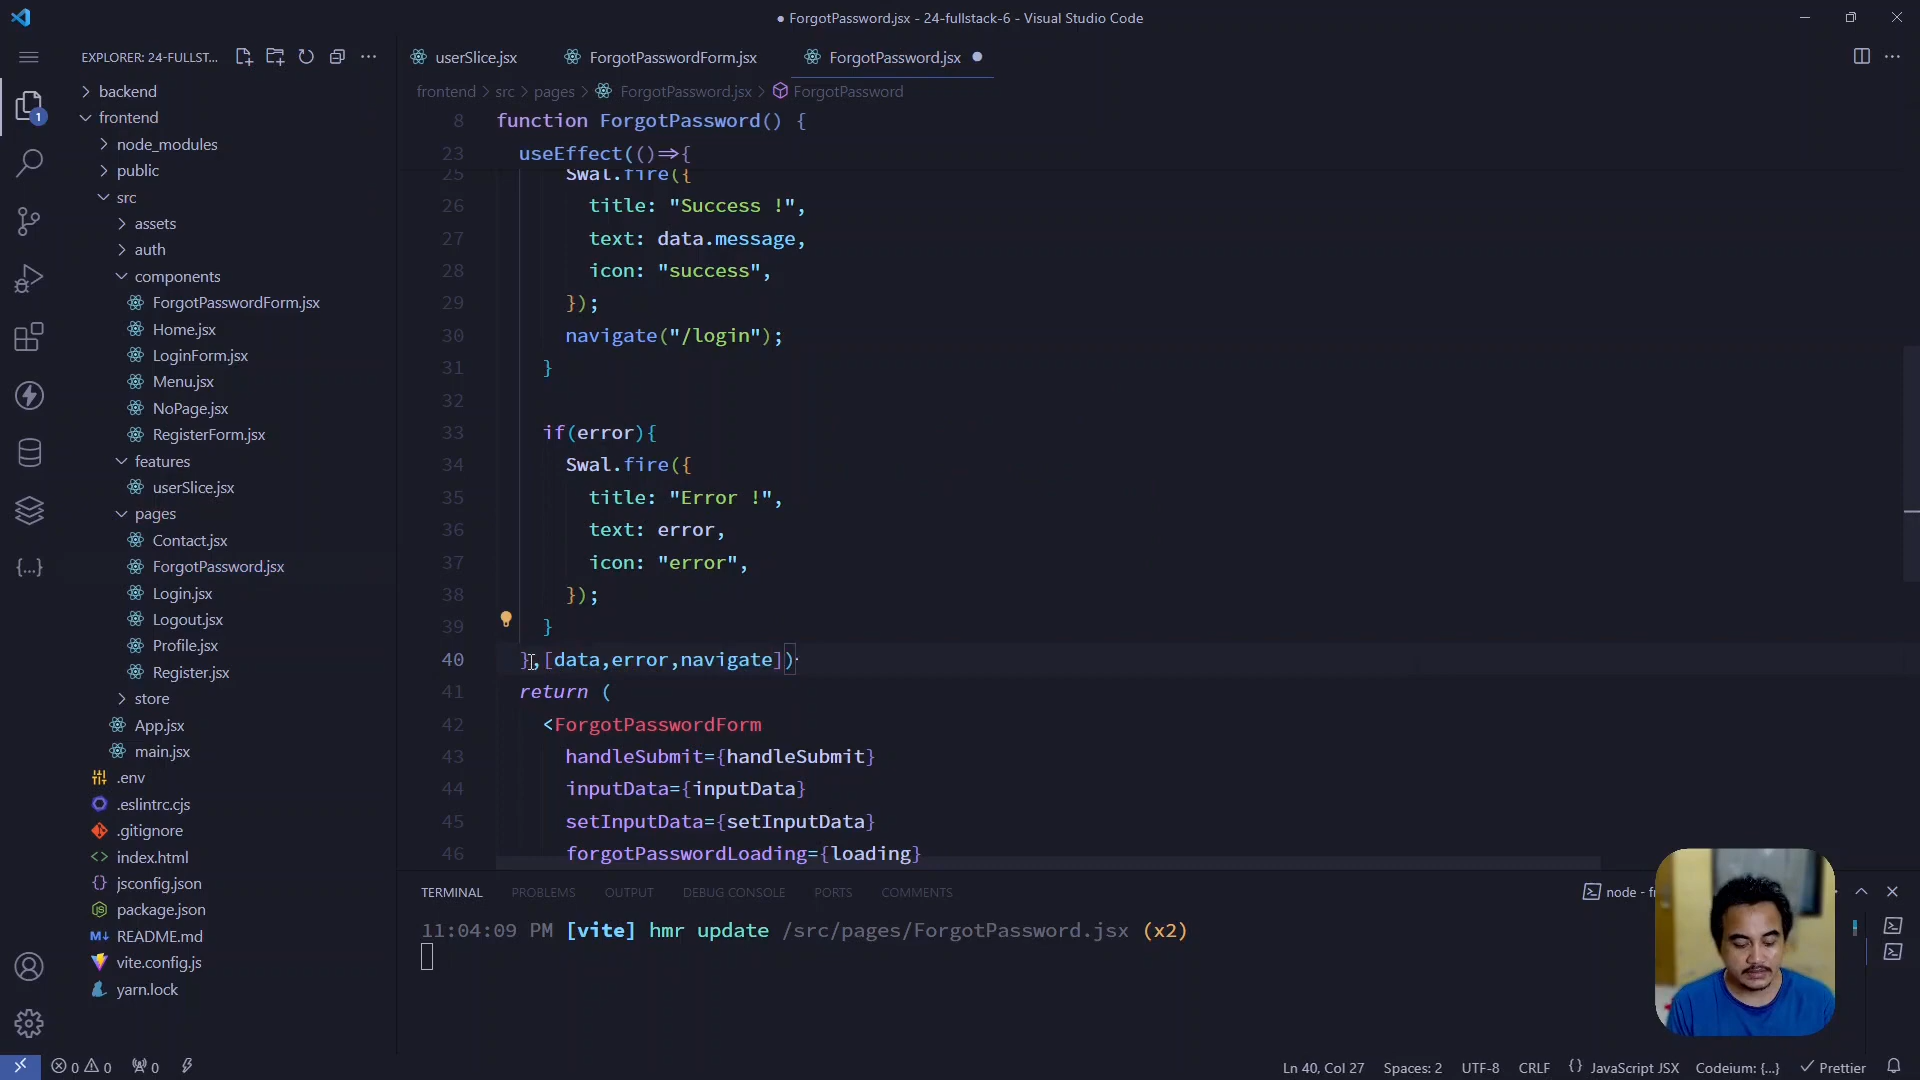 ForgotPassword.jsx - 24-fullstack-6 - Visual Studio Code
EXPLORER: 24-FULLST...
userSlice.jsx
ForgotPasswordForm.jsx
ForgotPassword.jsx
frontend > src > pages > ForgotPassword.jsx > ForgotPassword
1
backend
frontend
node_modules
public
src
assets
auth
components
ForgotPasswordForm.jsx
Home.jsx
LoginForm.jsx
Menu.jsx
NoPage.jsx
RegisterForm.jsx
features
userSlice.jsx
pages
Contact.jsx
ForgotPassword.jsx
Login.jsx
Logout.jsx
Profile.jsx
Register.jsx
store
App.jsx
main.jsx
.env
.eslintrc.cjs
.gitignore
index.html
jsconfig.json
package.json
README.md
vite.config.js
yarn.lock
8 function ForgotPassword() {
23 useEffect(()=>{
25 Swal.fire({
26 title: "Success !",
27 text: data.message,
28 icon: "success",
29 });
30 navigate("/login");
31 }
32
33 if(error){
34 Swal.fire({
35 title: "Error !",
36 text: error,
37 icon: "error",
38 });
39 }
40 },[data,error,navigate])
41 return (
42 <ForgotPasswordForm
43 handleSubmit={handleSubmit}
44 inputData={inputData}
45 setInputData={setInputData}
46 forgotPasswordLoading={loading}
TERMINAL PROBLEMS OUTPUT DEBUG CONSOLE PORTS COMMENTS
node - f
11:04:09 PM [vite] hmr update /src/pages/ForgotPassword.jsx (x2)
0 0 0
Ln 40, Col 27 Spaces: 2 UTF-8 CRLF {} JavaScript JSX Codeium: {...} Prettier